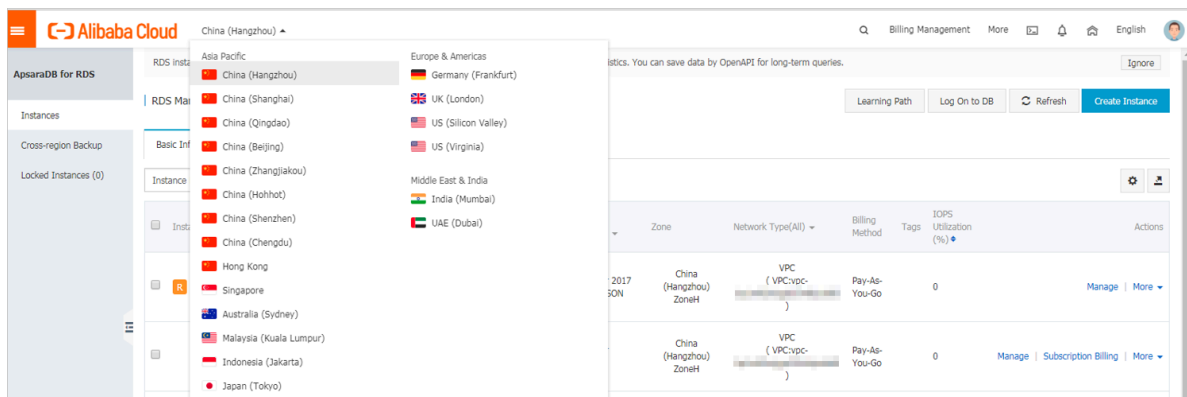 Alibaba Cloud
China (Hangzhou)
Billing Management
More
English
ApsaraDB for RDS
Instances
Cross-region Backup
Locked Instances (0)
RDS insta
istics. You can save data by OpenAPI for long-term queries.
Ignore
RDS Mar
Learning Path
Log On to DB
Refresh
Create Instance
Basic Inf
Instance
Asia Pacific
China (Hangzhou)
China (Shanghai)
China (Qingdao)
China (Beijing)
China (Zhangjiakou)
China (Hohhot)
China (Shenzhen)
China (Chengdu)
Hong Kong
Singapore
Australia (Sydney)
Malaysia (Kuala Lumpur)
Indonesia (Jakarta)
Japan (Tokyo)
Europe & Americas
Germany (Frankfurt)
UK (London)
US (Silicon Valley)
US (Virginia)
Middle East & India
India (Mumbai)
UAE (Dubai)
Insta
Zone
Network Type(All)
Billing
Method
Tags
IOPS
Utilization
(%)
Actions
R
2017
SON
China
(Hangzhou)
ZoneH
VPC
( VPC:vpc-
)
Pay-As-
You-Go
0
Manage | More
China
(Hangzhou)
ZoneH
VPC
( VPC:vpc-
)
Pay-As-
You-Go
0
Manage | Subscription Billing | More